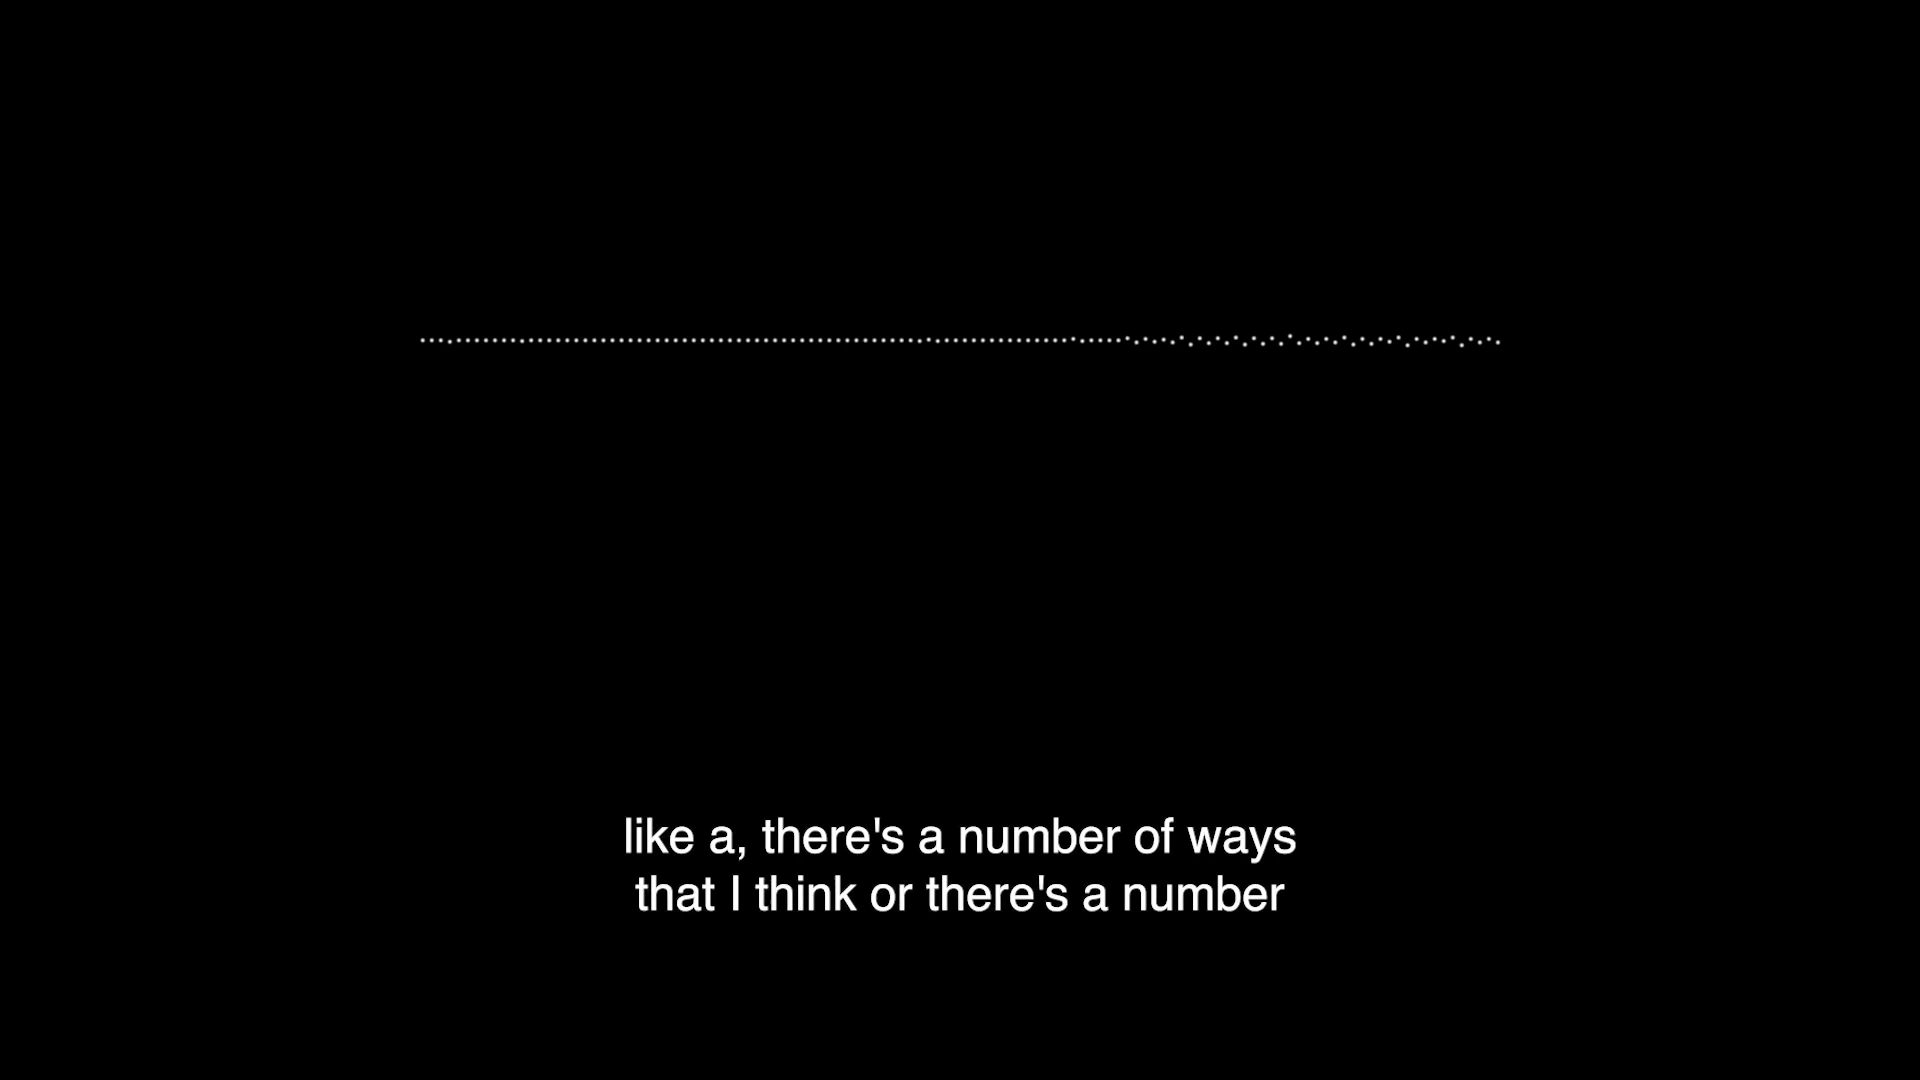 like a, there's a number of ways
that I think or there's a number